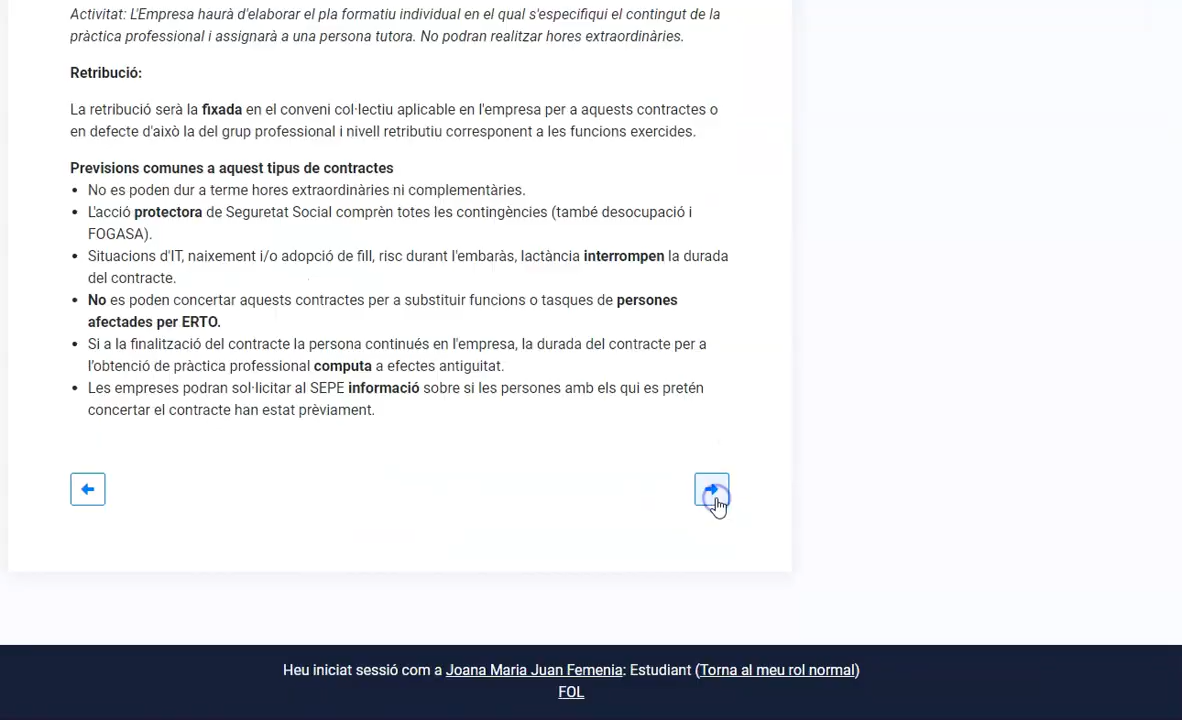 Activitat: L'Empresa haurà d'elaborar el pla formatiu individual en el qual s'especifiqui el contingut de la
pràctica professional i assignarà a una persona tutora. No podran realitzar hores extraordinàries.
Retribució:
La retribució serà la fixada en el conveni col·lectiu aplicable en l'empresa per a aquests contractes o
en defecte d'això la del grup professional i nivell retributiu corresponent a les funcions exercides.
Previsions comunes a aquest tipus de contractes
• No es poden dur a terme hores extraordinàries ni complementàries.
• L'acció protectora de Seguretat Social comprèn totes les contingències (també desocupació i
FOGASA).
• Situacions d'IT, naixement i/o adopció de fill, risc durant l'embaràs, lactància interrompen la durada
del contracte.
• No es poden concertar aquests contractes per a substituir funcions o tasques de persones
afectades per ERTO.
• Si a la finalització del contracte la persona continués en l'empresa, la durada del contracte per a
l'obtenció de pràctica professional computa a efectes antiguitat.
• Les empreses podran sol·licitar al SEPE informació sobre si les persones amb els qui es pretén
concertar el contracte han estat prèviament.
Heu iniciat sessió com a Joana Maria Juan Femenia: Estudiant (Torna al meu rol normal)
FOL